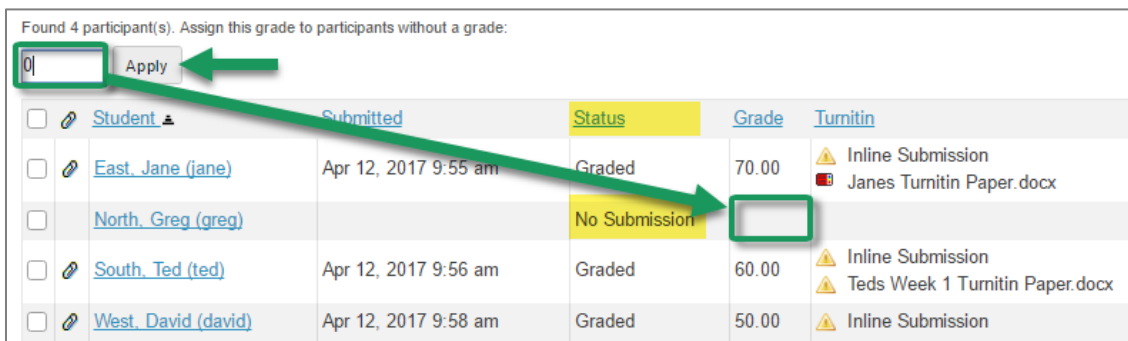 Found 4 participant(s). Assign this grade to participants without a grade:
0 Apply
Student Submitted Status Grade Turnitin
East, Jane (jane) Apr 12, 2017 9:55 am Graded 70.00 Inline Submission
Janes Turnitin Paper.docx
North, Greg (greg) No Submission
South, Ted (ted) Apr 12, 2017 9:56 am Graded 60.00 Inline Submission
Teds Week 1 Turnitin Paper.docx
West, David (david) Apr 12, 2017 9:58 am Graded 50.00 Inline Submission